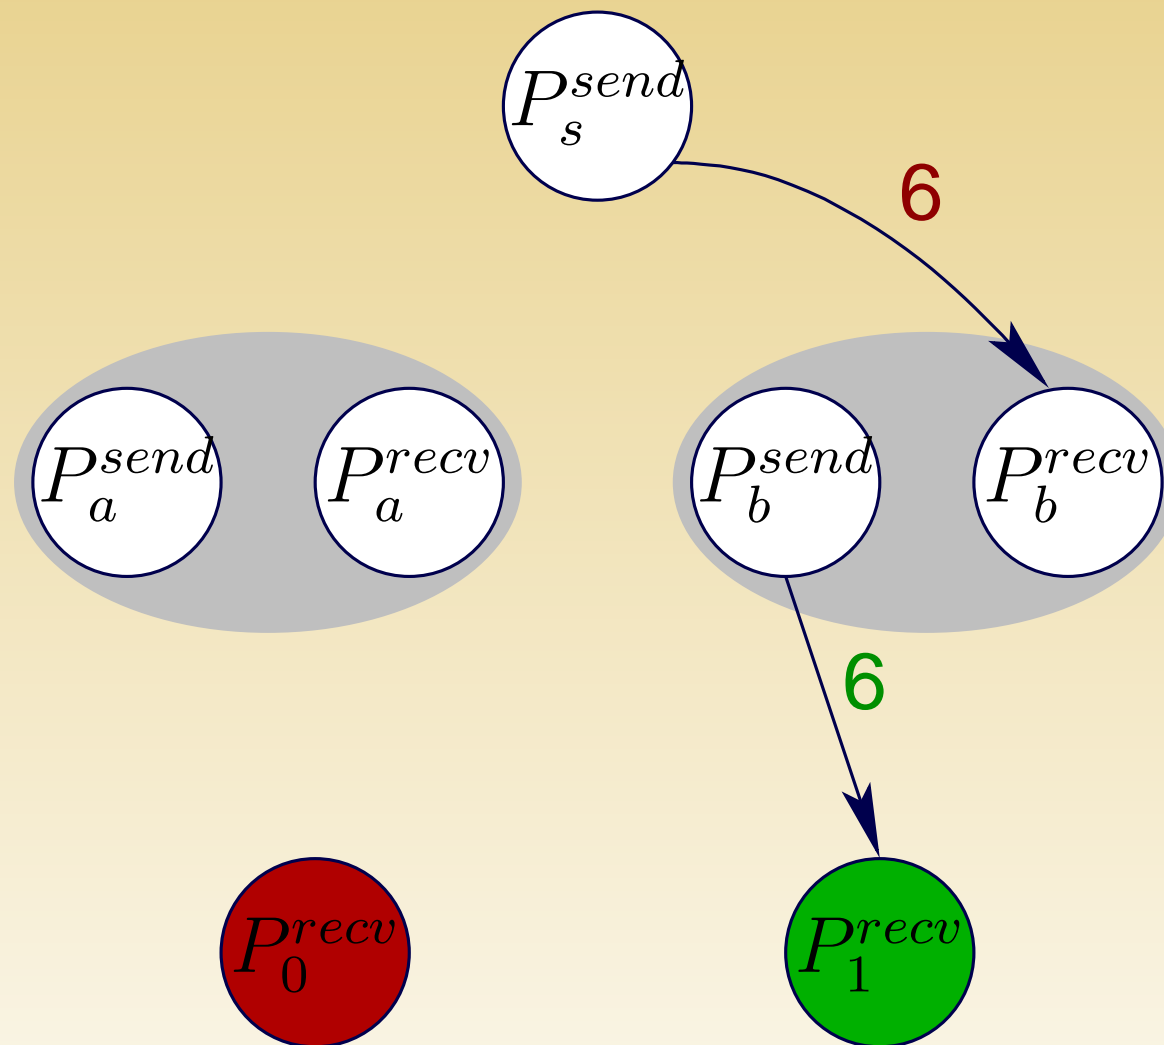 P_s^{send}
6
P_a^{send} P_a^{recv} P_b^{send} P_b^{recv}
6
P_0^{recv} P_1^{recv}